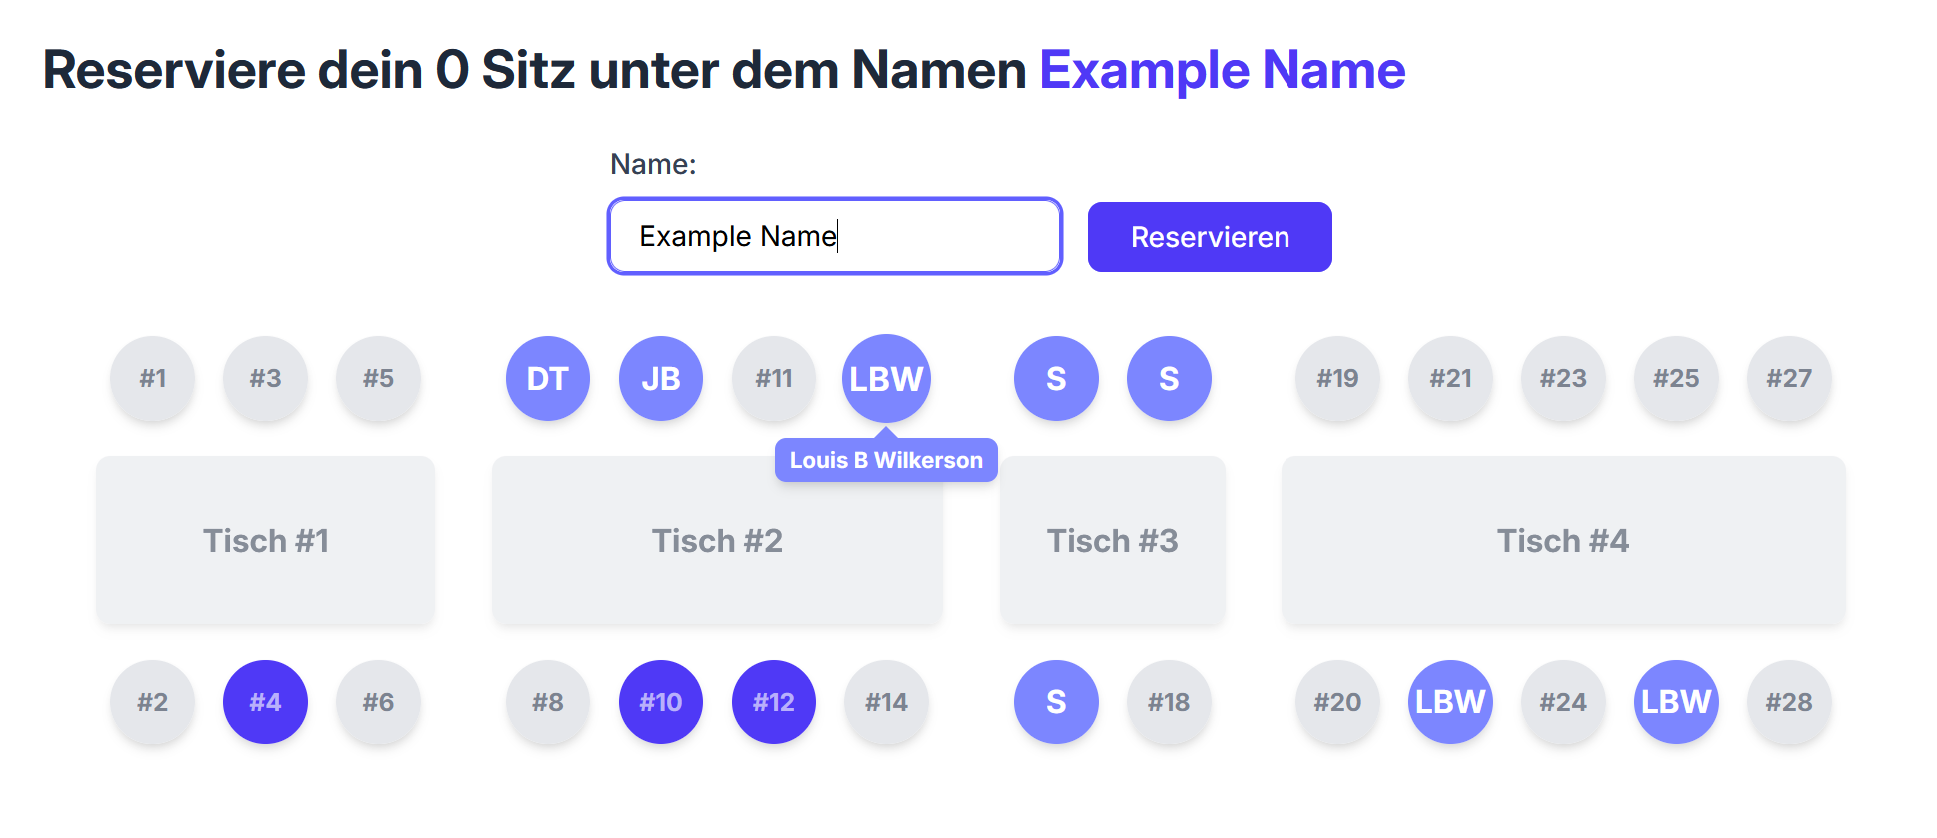 Reserviere dein 0 Sitz unter dem Namen Example Name
Name:
Example Name
Reservieren
#1 #3 #5 DT JB #11 LBW S S #19 #21 #23 #25 #27
Louis B Wilkerson
Tisch #1 Tisch #2 Tisch #3 Tisch #4
#2 #4 #6 #8 #10 #12 #14 S #18 #20 LBW #24 LBW #28